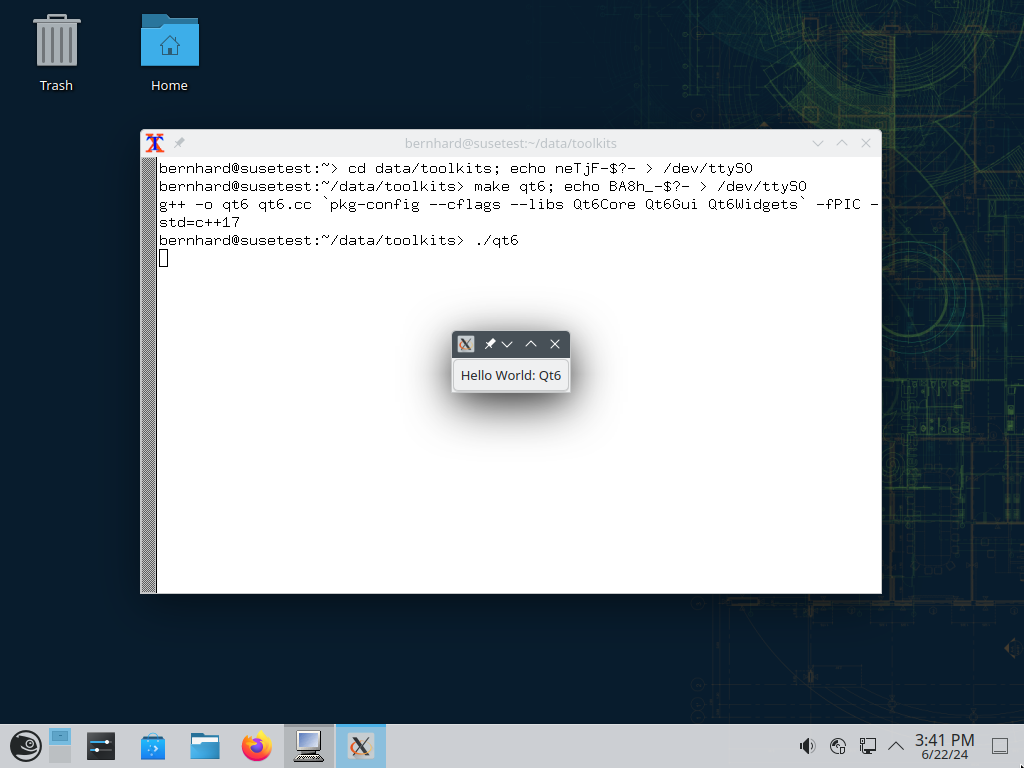 Trash
Home
bernhard@susetest:~/data/toolkits
bernhard@susetest:~> cd data/toolkits; echo neTjF-$?- > /dev/ttyS0
bernhard@susetest:~/data/toolkits> make qt6; echo BA8h_-$?- > /dev/ttyS0
g++ -o qt6 qt6.cc `pkg-config --cflags --libs Qt6Core Qt6Gui Qt6Widgets` -fPIC -
std=c++17
bernhard@susetest:~/data/toolkits> ./qt6
Hello World: Qt6
3:41 PM
6/22/24